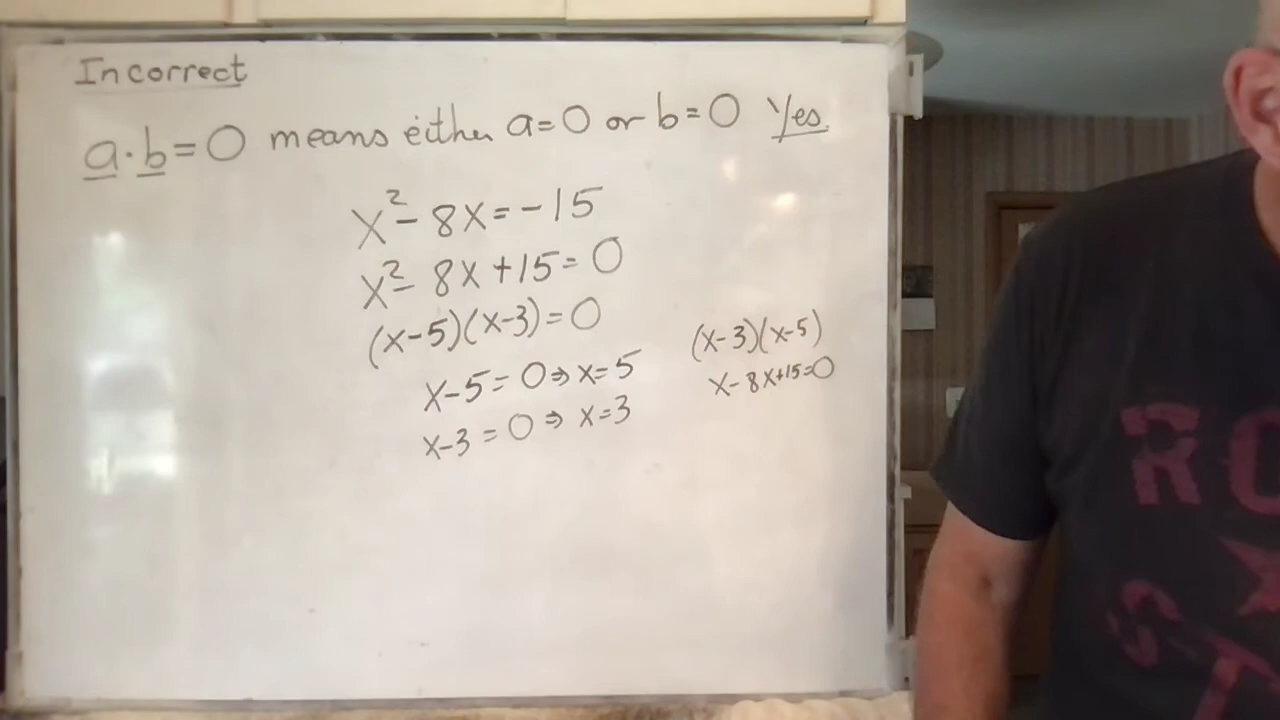 Incorrect
a·b=0 means either a=0 or b=0 Yes.
x²-8x=-15
x²-8x+15=0
(x-5)(x-3)=0
x-5=0⇒x=5
x-3=0⇒x=3
(x-3)(x-5)
x-8x+15=0